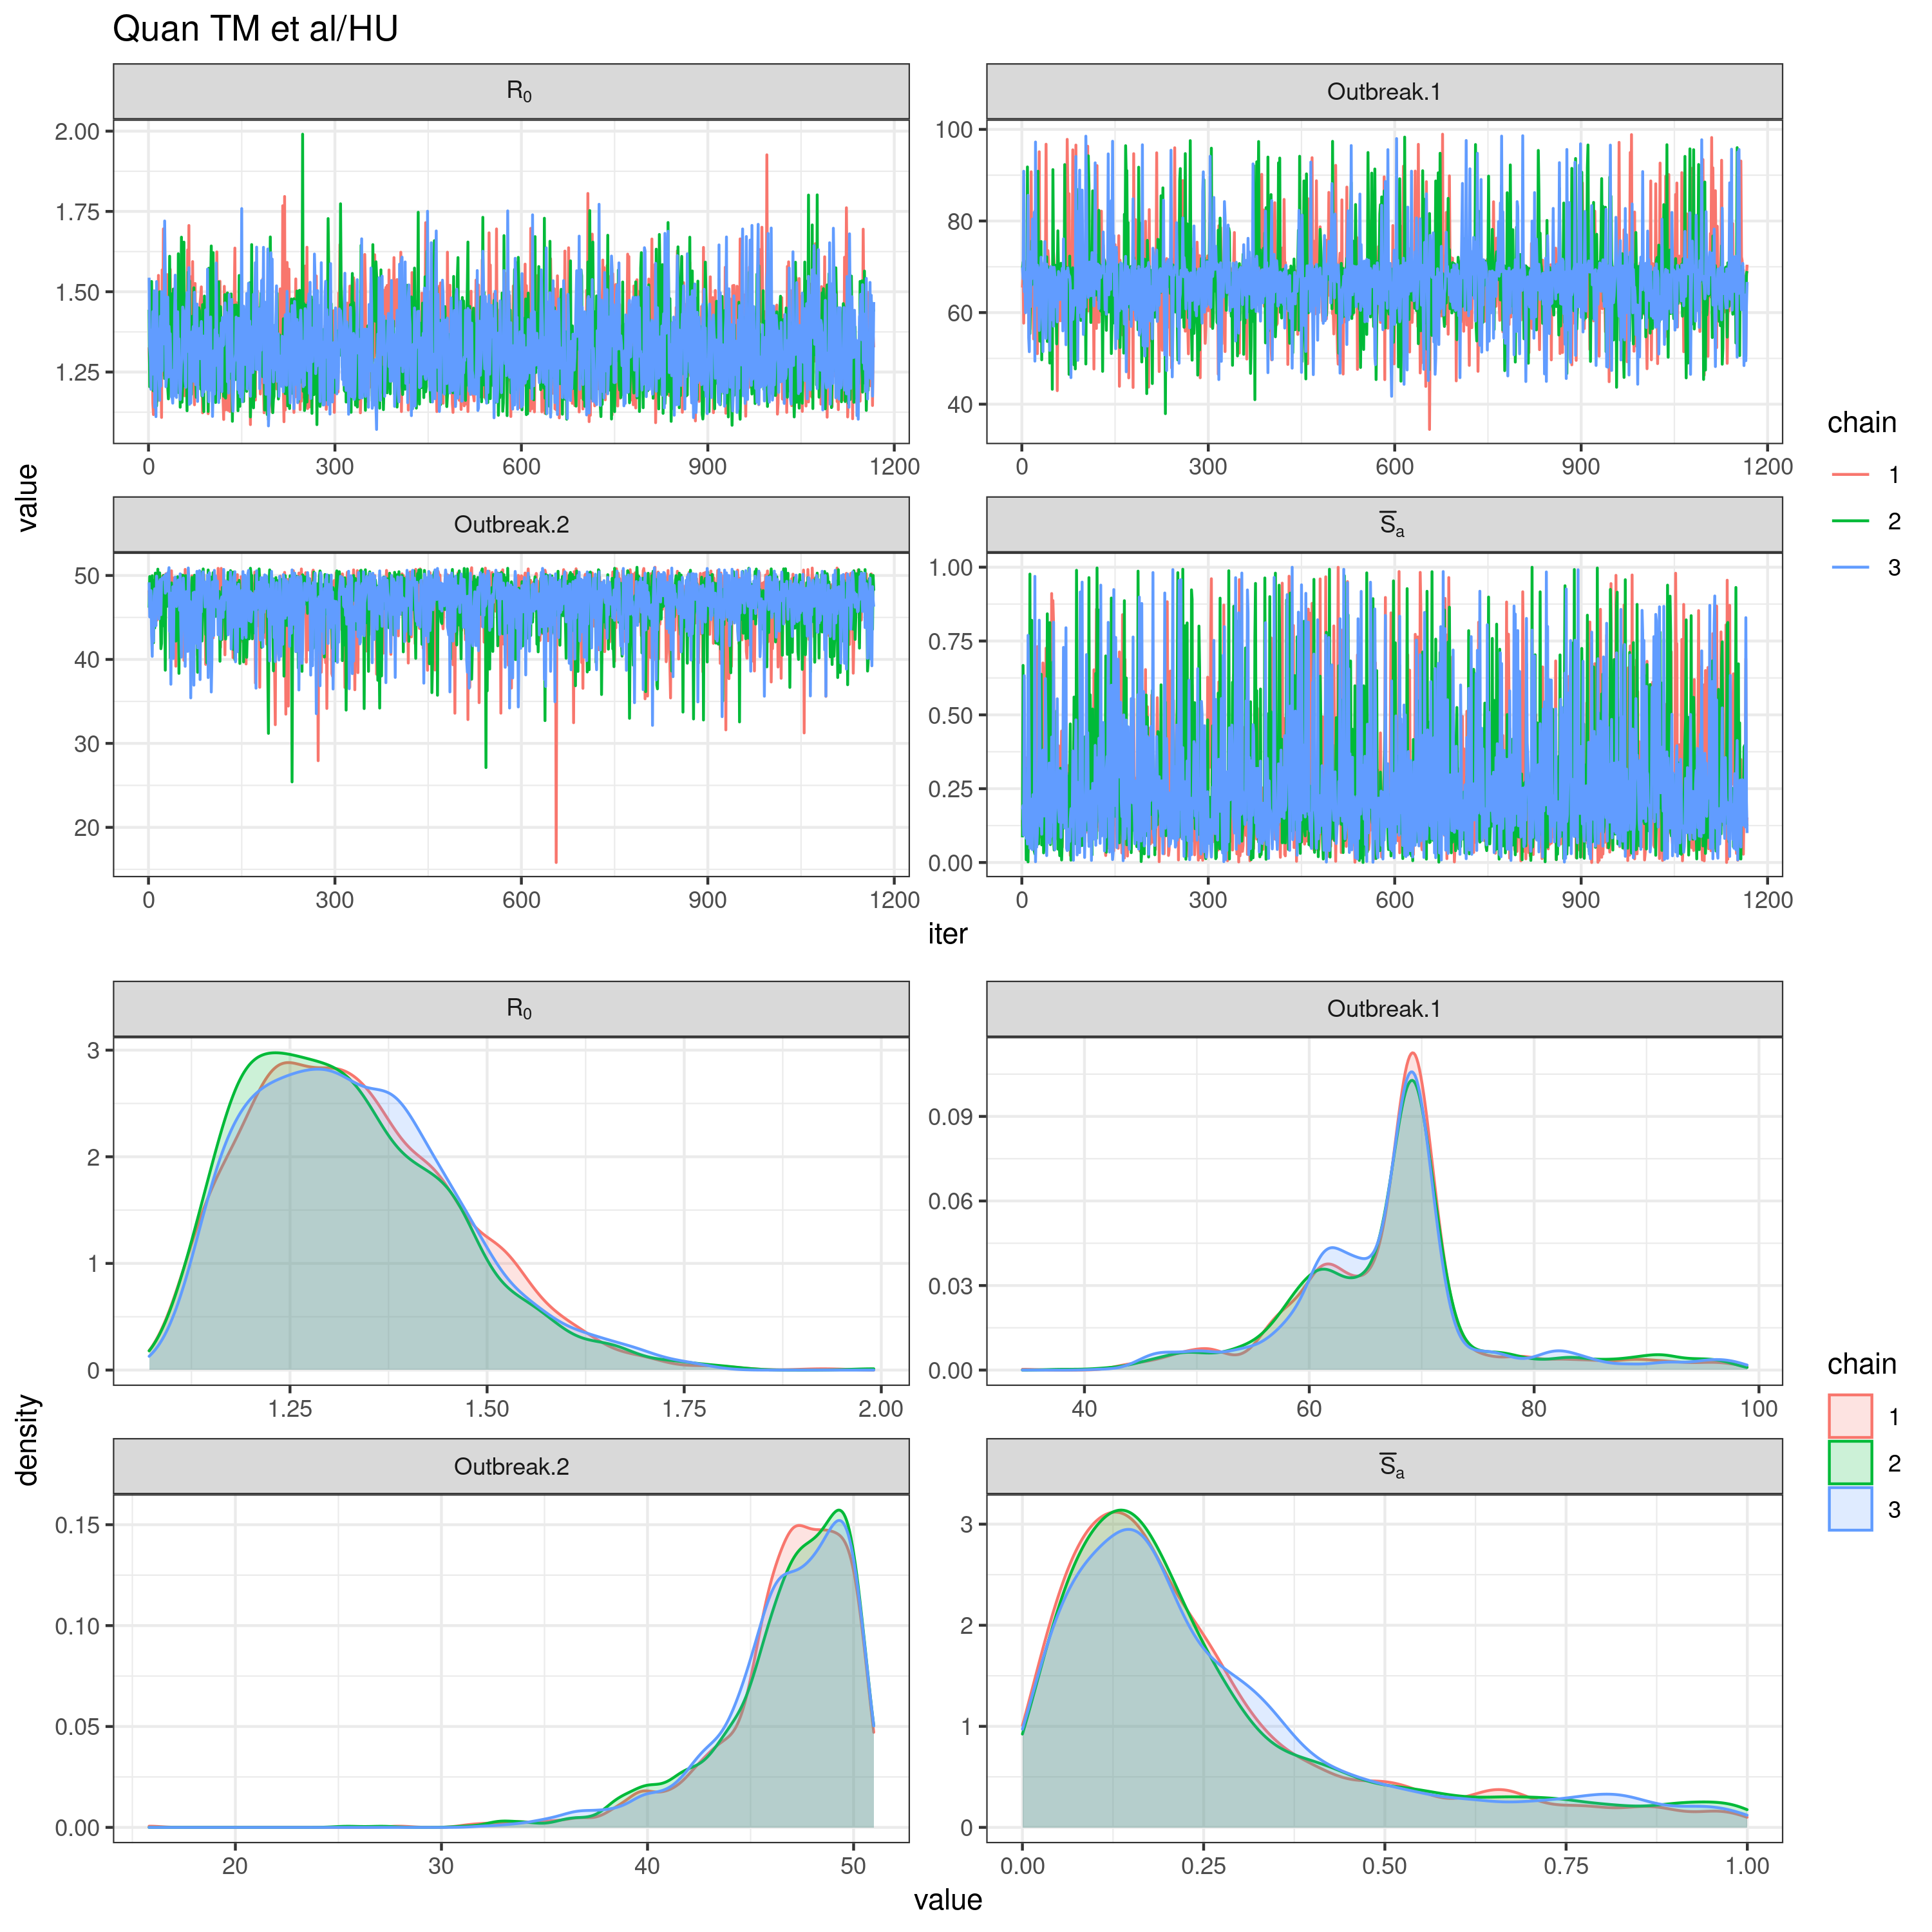 Quan TM et al/HU
R0
Outbreak.1
2.00
1.75
1.50
1.25
0 300 600 900 1200
100
80
60
40
0 300 600 900 1200
Outbreak.2
S̅a
50
40
30
20
0 300 600 900 1200
1.00
0.75
0.50
0.25
0.00
0 300 600 900 1200
value
iter
chain
1
2
3
R0
Outbreak.1
3
2
1
0
1.25 1.50 1.75 2.00
0.09
0.06
0.03
0.00
40 60 80 100
Outbreak.2
S̅a
0.15
0.10
0.05
0.00
20 30 40 50
3
2
1
0
0.00 0.25 0.50 0.75 1.00
density
value
chain
1
2
3